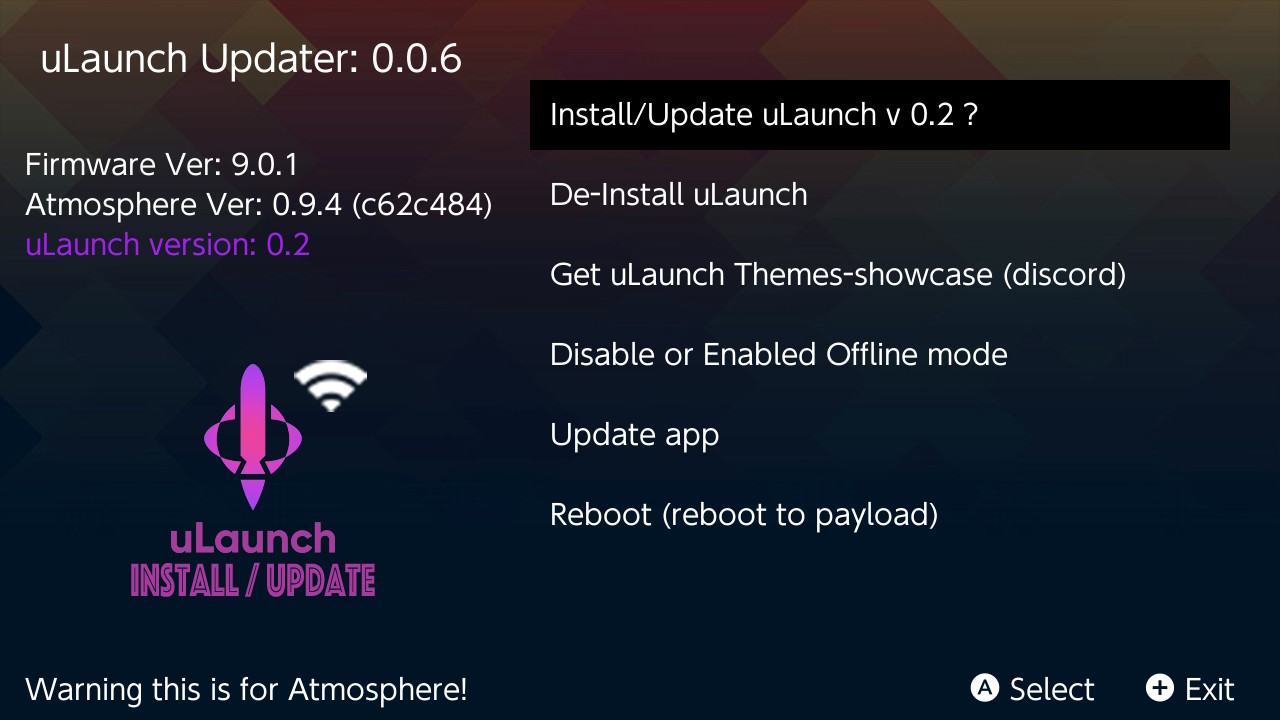 uLaunch Updater: 0.0.6
Firmware Ver: 9.0.1
Atmosphere Ver: 0.9.4 (c62c484)
uLaunch version: 0.2
uLaunch
INSTALL / UPDATE
Install/Update uLaunch v 0.2 ?
De-Install uLaunch
Get uLaunch Themes-showcase (discord)
Disable or Enabled Offline mode
Update app
Reboot (reboot to payload)
Warning this is for Atmosphere!
A Select
+ Exit